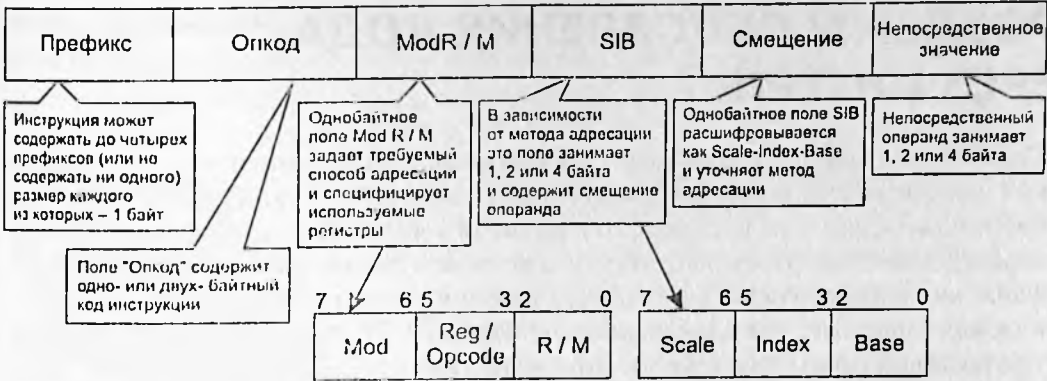 Префикс
Опкод
ModR / M
SIB
Смещение
Непосредственное
значение
Инструкция может
содержать до четырех
префиксов (или но
содержать ни одного)
размер каждого
из которых – 1 байт
Поле "Опкод" содержит
одно- или двух- байтный
код инструкции
Однобайтное
поле Mod R / M
задает требуемый
способ адресации
и специфицирует
используемые
регистры
В зависимости
от метода адресации
это поле занимает
1, 2 или 4 байта
и содержит смещение
операнда
Однобайтное поле SIB
расшифровывается
как Scale-Index-Base
и уточняет метод
адресации
Непосредственный
операнд занимает
1, 2 или 4 байта
7 6 5 3 2 0
Mod
Reg /
Opcode
R / M
6 5 3 2 0
Scale
Index
Base